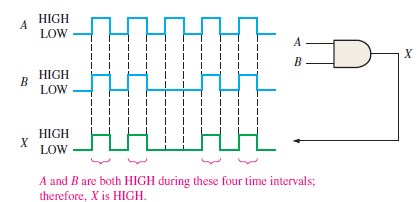 HIGH
A
LOW
HIGH
B
LOW
HIGH
X
LOW
A
B
X
A and B are both HIGH during these four time intervals;
therefore, X is HIGH.